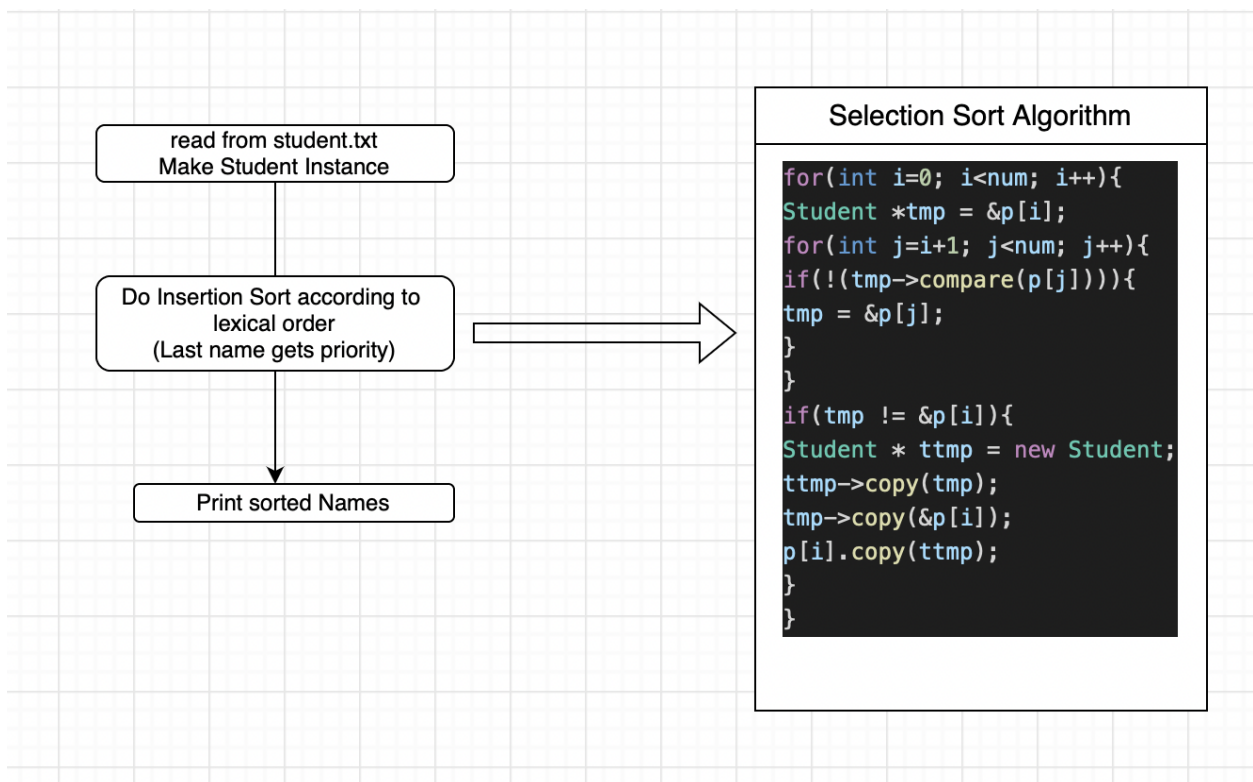 read from student.txt
Make Student Instance
Do Insertion Sort according to
lexical order
(Last name gets priority)
Print sorted Names
Selection Sort Algorithm
for(int i=0; i<num; i++){
Student *tmp = &p[i];
for(int j=i+1; j<num; j++){
if(!(tmp->compare(p[j]))){
tmp = &p[j];
}
}
if(tmp != &p[i]){
Student * ttmp = new Student;
ttmp->copy(tmp);
tmp->copy(&p[i]);
p[i].copy(ttmp);
}
}